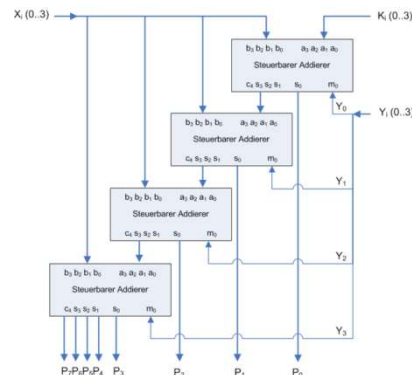 Xᵢ (0..3) Kᵢ (0..3)
b₃ b₂ b₁ b₀ a₃ a₂ a₁ a₀
Steuerbarer Addierer
c₄ s₃ s₂ s₁ s₀ m₀
Y₀
Yᵢ (0..3)
b₃ b₂ b₁ b₀ a₃ a₂ a₁ a₀
Steuerbarer Addierer
c₄ s₃ s₂ s₁ s₀ m₀
Y₁
b₃ b₂ b₁ b₀ a₃ a₂ a₁ a₀
Steuerbarer Addierer
c₄ s₃ s₂ s₁ s₀ m₀
Y₂
b₃ b₂ b₁ b₀ a₃ a₂ a₁ a₀
Steuerbarer Addierer
c₄ s₃ s₂ s₁ s₀ m₀
Y₃
P₇P₆P₅P₄ P₃ P₂ P₁ P₀